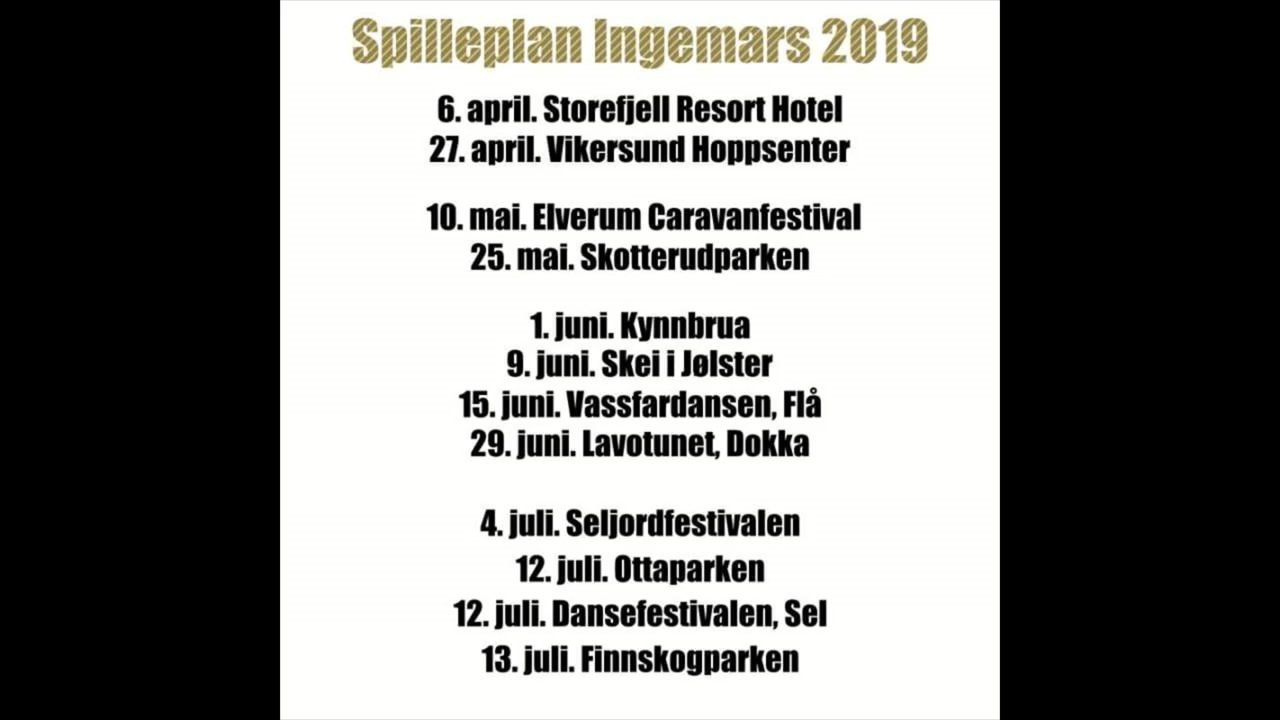 Spilleplan Ingemars 2019
6. april. Storefjell Resort Hotel
27. april. Vikersund Hoppsenter
10. mai. Elverum Caravanfestival
25. mai. Skotterudparken
1. juni. Kynnbrua
9. juni. Skei i Jølster
15. juni. Vassfardansen, Flå
29. juni. Lavotunet, Dokka
4. juli. Seljordfestivalen
12. juli. Ottaparken
12. juli. Dansefestivalen, Sel
13. juli. Finnskogparken